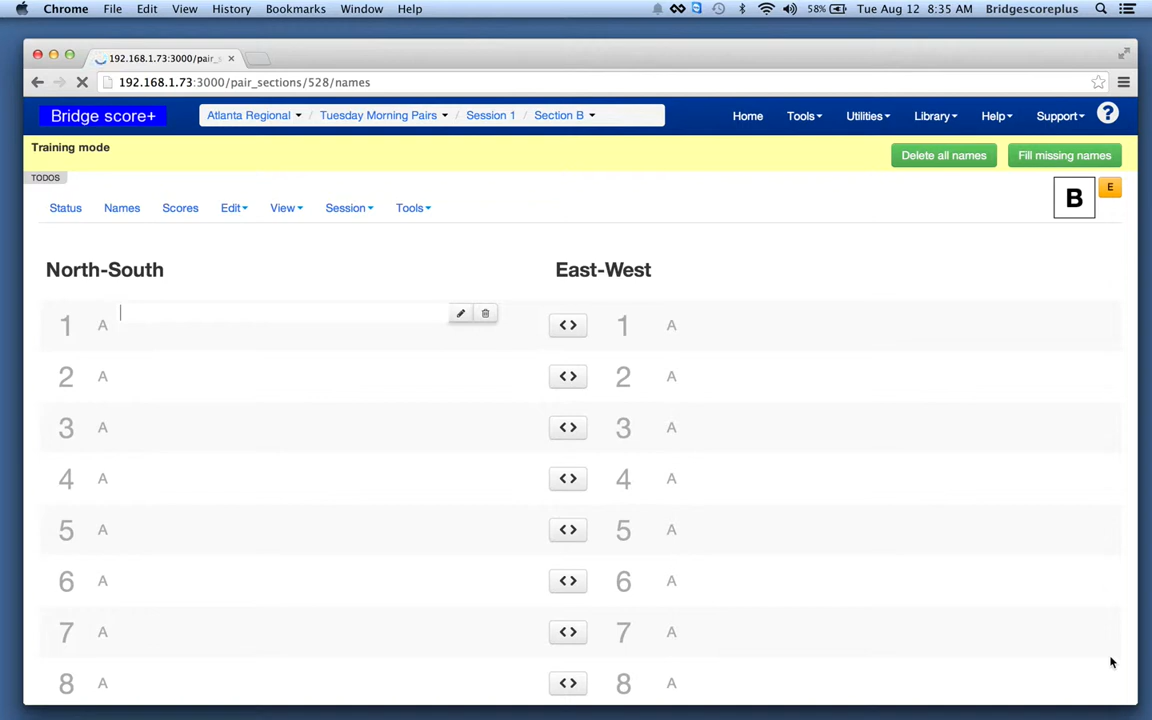 Chrome File Edit View History Bookmarks Window Help 58% Tue Aug 12 8:35 AM Bridgescoreplus
192.168.1.73:3000/pair_s
192.168.1.73:3000/pair_sections/528/names
Bridge score+ Atlanta Regional / Tuesday Morning Pairs / Session 1 / Section B Home Tools Utilities Library Help Support ?
Training mode Delete all names Fill missing names
TODOS
Status Names Scores Edit View Session Tools B E
North-South East-West
1 A <> 1 A
2 A <> 2 A
3 A <> 3 A
4 A <> 4 A
5 A <> 5 A
6 A <> 6 A
7 A <> 7 A
8 A <> 8 A